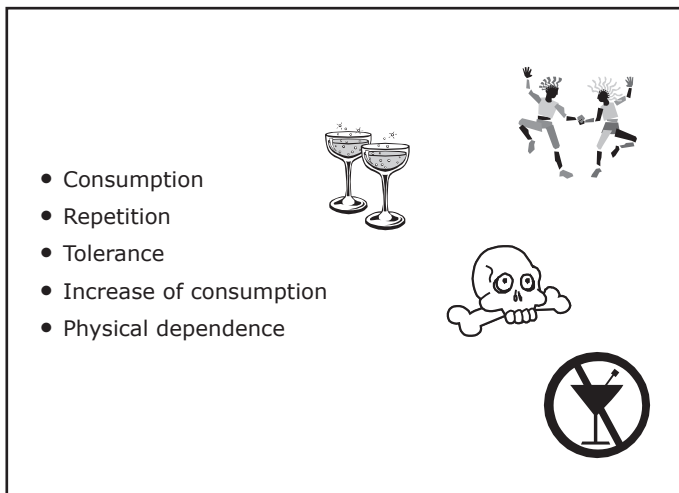 • Consumption
• Repetition
• Tolerance
• Increase of consumption
• Physical dependence